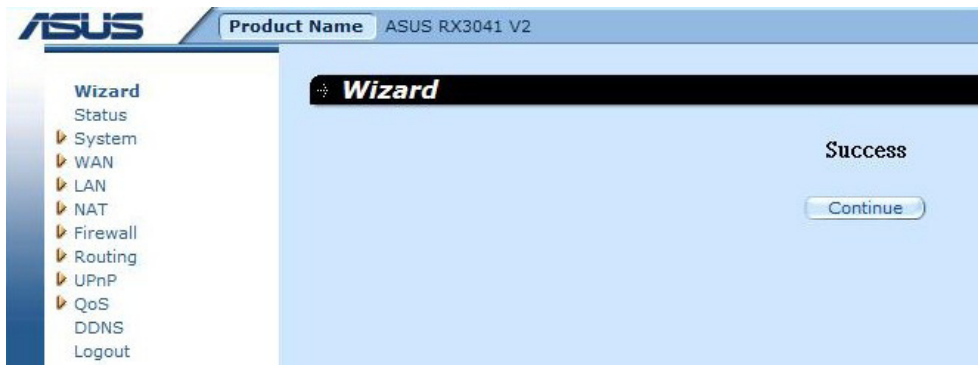 ASUS
Product Name ASUS RX3041 V2
Wizard
Status
System
WAN
LAN
NAT
Firewall
Routing
UPnP
QoS
DDNS
Logout
Wizard
Success
Continue